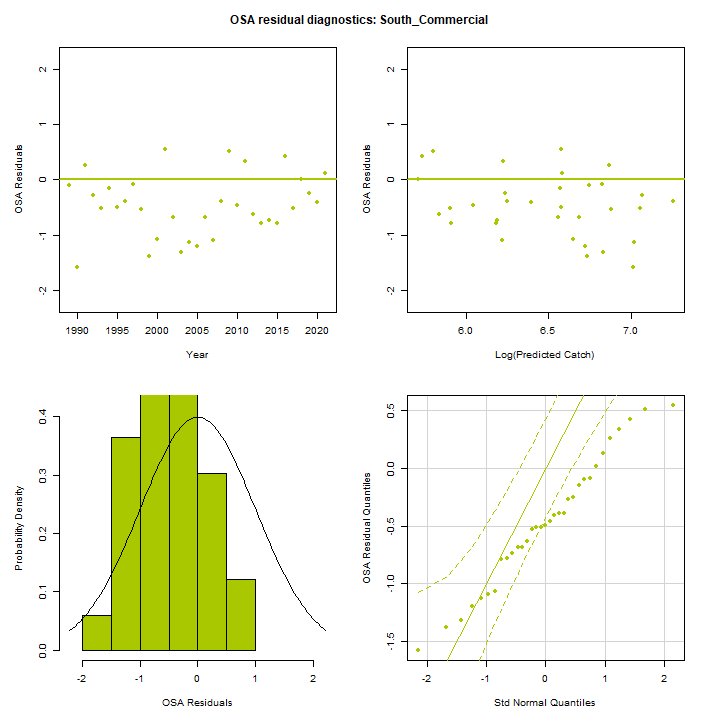 OSA residual diagnostics: South_Commercial
OSA Residuals
2
1
0
-1
-2
1990 1995 2000 2005 2010 2015 2020
Year
OSA Residuals
2
1
0
-1
-2
6.0 6.5 7.0
Log(Predicted Catch)
Probability Density
0.4
0.3
0.2
0.1
0.0
-2 -1 0 1 2
OSA Residuals
OSA Residual Quantiles
0.5
0.0
-0.5
-1.0
-1.5
-2 -1 0 1 2
Std Normal Quantiles